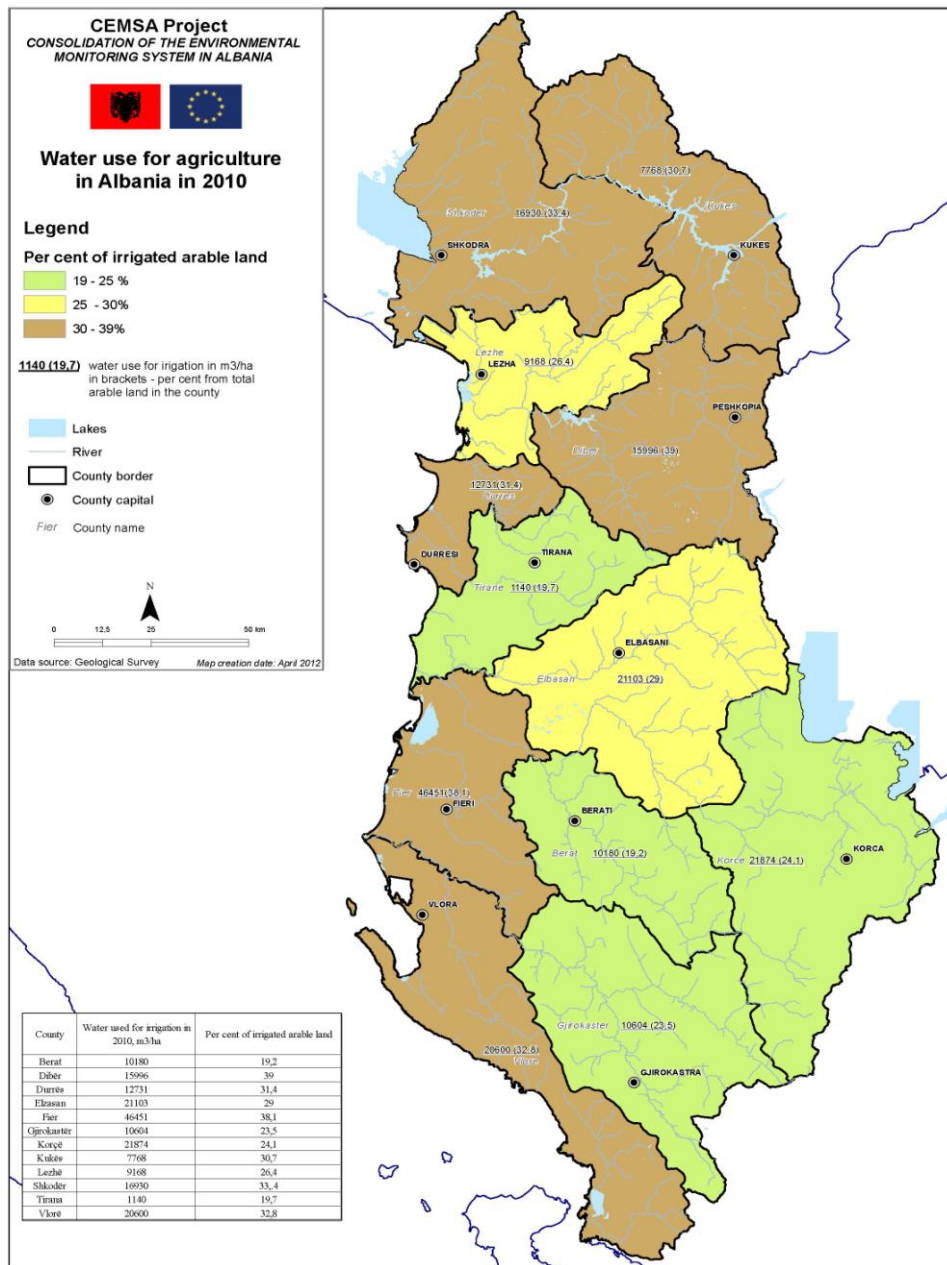 CEMSA Project
CONSOLIDATION OF THE ENVIRONMENTAL
MONITORING SYSTEM IN ALBANIA
Water use for agriculture
in Albania in 2010
Legend
Per cent of irrigated arable land
19 - 25 %
25 - 30%
30 - 39%
1140 (19,7) water use for irigation in m3/ha
in brackets - per cent from total
arable land in the county
Lakes
River
County border
County capital
Fier County name
N
0 12,5 25 50 km
Data source: Geological Survey Map creation date: April 2012
7768 (30,7)
Kukes
Shkoder
16930 (33,4)
SHKODRA
KUKES
Lezhe
9168 (26,4)
LEZHA
PESHKOPIA
Diber
15996 (39)
12731(31,4)
Durres
DURRESI
TIRANA
Tirane
1140 (19,7)
ELBASANI
Elbasan
21103 (29)
Fier
46451(38,1)
FIERI
BERATI
Berat
10180 (19,2)
KORCA
Korce
21874 (24,1)
VLORA
Gjirokaster
10604 (23,5)
20600 (32,8)
Vlore
GJIROKASTRA
County Water used for irrigation in 2010, m3/ha Per cent of irrigated arable land
Berat 10180 19,2
Dibër 15996 39
Durrës 12731 31,4
Elzasan 21103 29
Fier 46451 38,1
Gjirokastër 10604 23,5
Korçë 21874 24,1
Kukës 7768 30,7
Lezhë 9168 26,4
Shkodër 16930 33,.4
Tirana 1140 19,7
Vlorë 20600 32,8